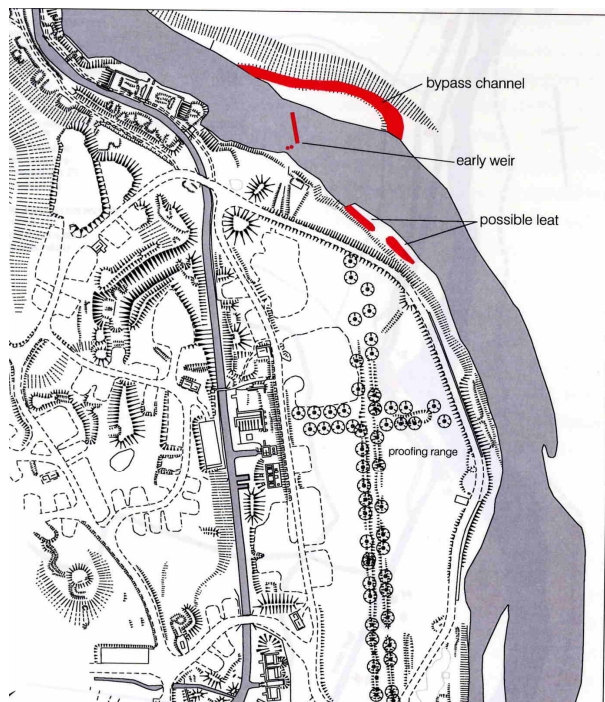 bypass channel
early weir
possible leat
proofing range